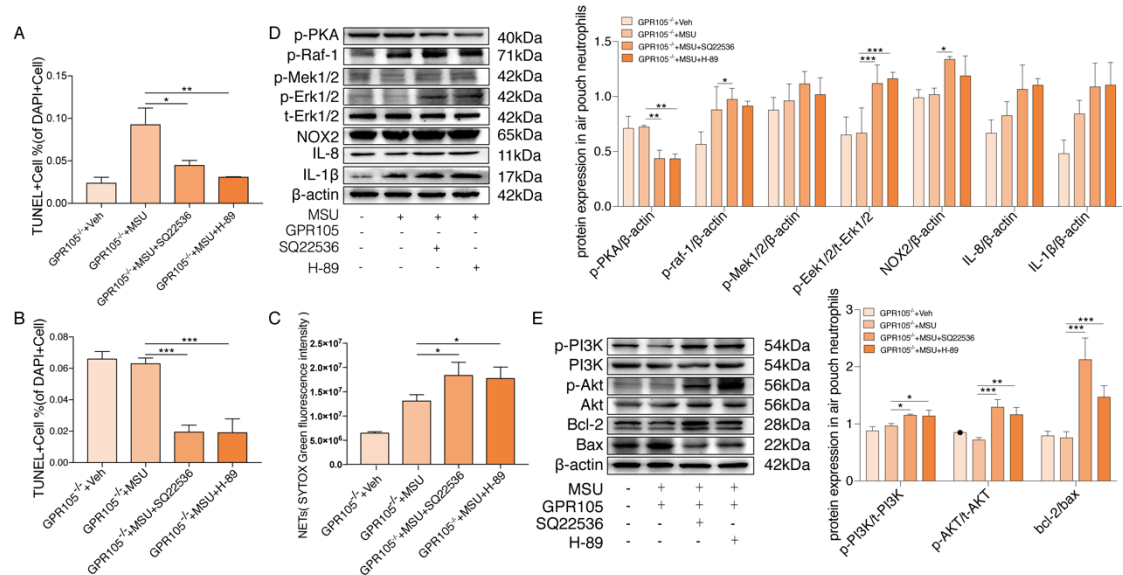 A
TUNEL+Cell %(of DAPI+Cell)
0.15
0.10
0.05
0.00
*
**
GPR105-/-+Veh
GPR105-/-+MSU
GPR105-/-+MSU+SQ22536
GPR105-/-+MSU+H-89
D
p-PKA 40kDa
p-Raf-1 71kDa
p-Mek1/2 42kDa
p-Erk1/2 42kDa
t-Erk1/2 42kDa
NOX2 65kDa
IL-8 11kDa
IL-1β 17kDa
β-actin 42kDa
MSU - + + +
GPR105
SQ22536 - - + -
H-89 - - - +
protein expression in air pouch neutrophils
1.5
1.0
0.5
0.0
GPR105-/-+Veh
GPR105-/-+MSU
GPR105-/-+MSU+SQ22536
GPR105-/-+MSU+H-89
**
**
*
***
***
*
p-PKA/β-actin
p-raf-1/β-actin
p-Mek1/2/β-actin
p-Eek1/2/t-Erk1/2
NOX2/β-actin
IL-8/β-actin
IL-1β/β-actin
B
TUNEL+Cell %(of DAPI+Cell)
0.08
0.06
0.04
0.02
0.00
***
***
GPR105-/-+Veh
GPR105-/-+MSU
GPR105-/-+MSU+SQ22536
GPR105-/-+MSU+H-89
C
NETs( SYTOX Green fluorescence intensity )
2.5×10⁷
2.0×10⁷
1.5×10⁷
1.0×10⁷
5.0×10⁶
0.0
*
*
GPR105-/-+Veh
GPR105-/-+MSU
GPR105-/-+MSU+SQ22536
GPR105-/-+MSU+H-89
E
p-PI3K 54kDa
PI3K 54kDa
p-Akt 56kDa
Akt 56kDa
Bcl-2 28kDa
Bax 22kDa
β-actin 42kDa
MSU - + + +
GPR105 - + + +
SQ22536 - - + -
H-89 - - - +
protein expression in air pouch neutrophils
3
2
1
0
GPR105-/-+Veh
GPR105-/-+MSU
GPR105-/-+MSU+SQ22536
GPR105-/-+MSU+H-89
*
*
***
**
***
***
p-PI3K/t-PI3K
p-AKT/t-AKT
bcl-2/bax